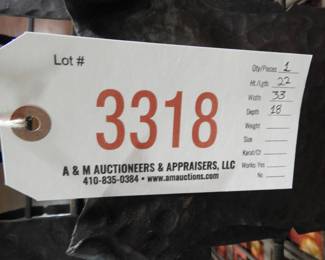 Lot #
3318
A & M AUCTIONEERS & APPRAISERS, LLC
410-835-0384 • www.amauctions.com
Qty/Pieces 1
Ht/Lgth 22
Width 33
Depth 18
Weight
Size
Karat/Ct
Works: Yes
No